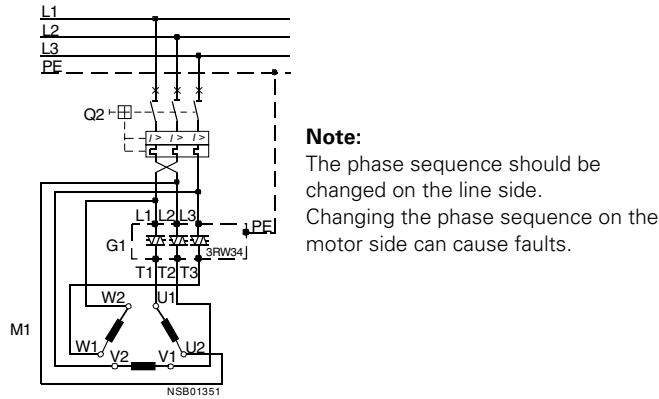 L1
L2
L3
PE
Q2
I > I > I >
Note:
The phase sequence should be
changed on the line side.
Changing the phase sequence on the
motor side can cause faults.
L1 L2 L3 PE
G1
3RW34
T1 T2 T3
W2 U1
M1
W1 U2
V2 V1
NSB01351